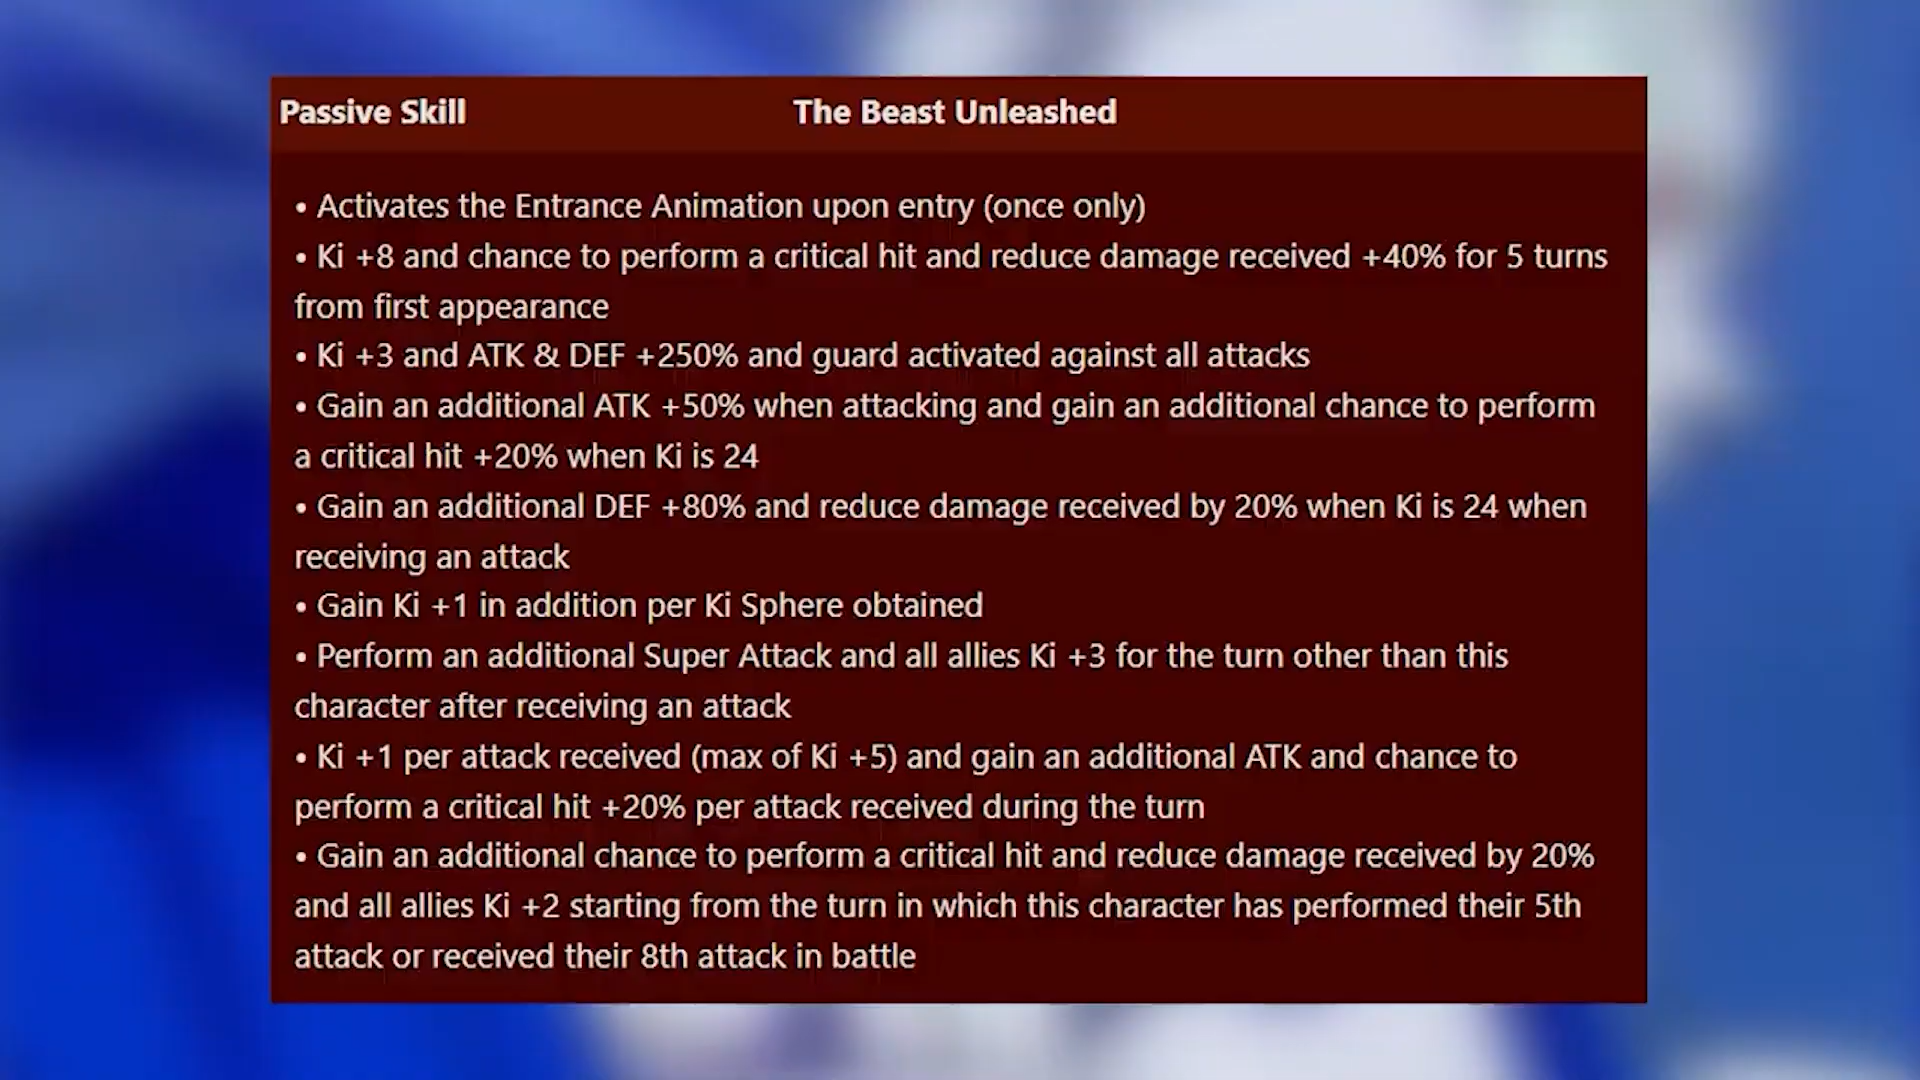 Passive Skill
The Beast Unleashed
• Activates the Entrance Animation upon entry (once only)
• Ki +8 and chance to perform a critical hit and reduce damage received +40% for 5 turns
from first appearance
• Ki +3 and ATK & DEF +250% and guard activated against all attacks
• Gain an additional ATK +50% when attacking and gain an additional chance to perform
a critical hit +20% when Ki is 24
• Gain an additional DEF +80% and reduce damage received by 20% when Ki is 24 when
receiving an attack
• Gain Ki +1 in addition per Ki Sphere obtained
• Perform an additional Super Attack and all allies Ki +3 for the turn other than this
character after receiving an attack
• Ki +1 per attack received (max of Ki +5) and gain an additional ATK and chance to
perform a critical hit +20% per attack received during the turn
• Gain an additional chance to perform a critical hit and reduce damage received by 20%
and all allies Ki +2 starting from the turn in which this character has performed their 5th
attack or received their 8th attack in battle